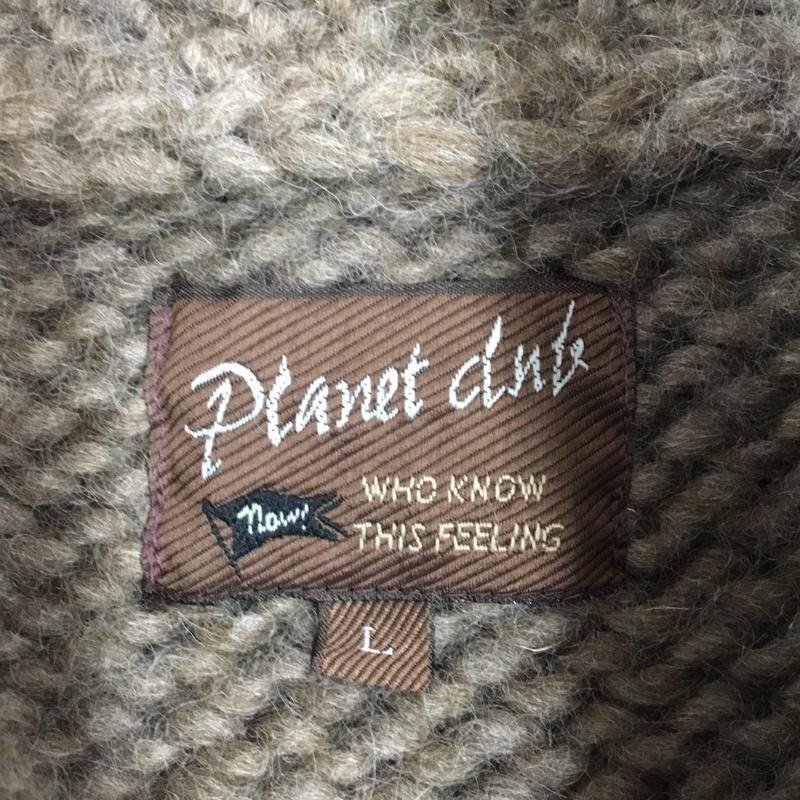 Planet dub
Now!
WHO KNOW
THIS FEELING
L